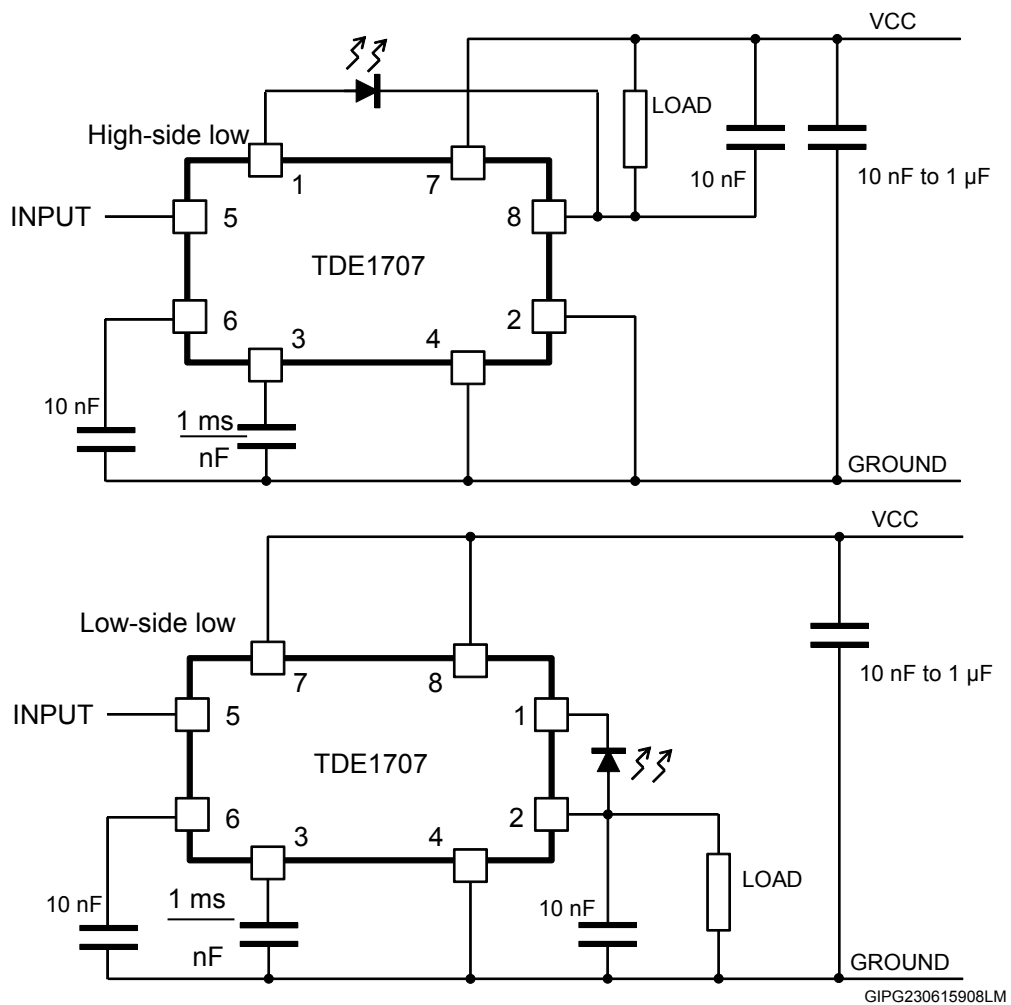 VCC
High-side low
LOAD
10 nF
10 nF to 1 µF
1
7
INPUT
5
8
TDE1707
6
2
3
4
10 nF
1 ms
nF
GROUND
VCC
Low-side low
10 nF to 1 µF
7
8
INPUT
5
1
TDE1707
6
2
3
4
LOAD
10 nF
1 ms
10 nF
nF
GROUND
GIPG230615908LM